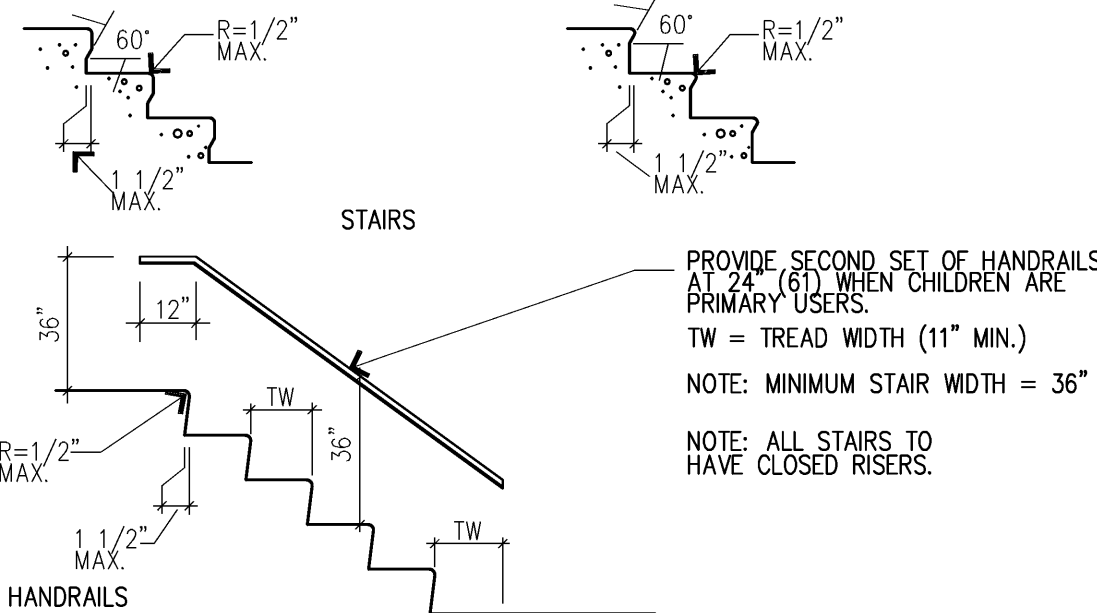 60°
R=1/2"
MAX.
1 1/2"
MAX.
60°
R=1/2"
MAX.
1 1/2"
MAX.
STAIRS
36"
12"
TW
36"
TW
R=1/2"
MAX.
1 1/2"
MAX.
HANDRAILS
PROVIDE SECOND SET OF HANDRAILS
AT 24" (61) WHEN CHILDREN ARE
PRIMARY USERS.
TW = TREAD WIDTH (11" MIN.)
NOTE: MINIMUM STAIR WIDTH = 36"
NOTE: ALL STAIRS TO
HAVE CLOSED RISERS.